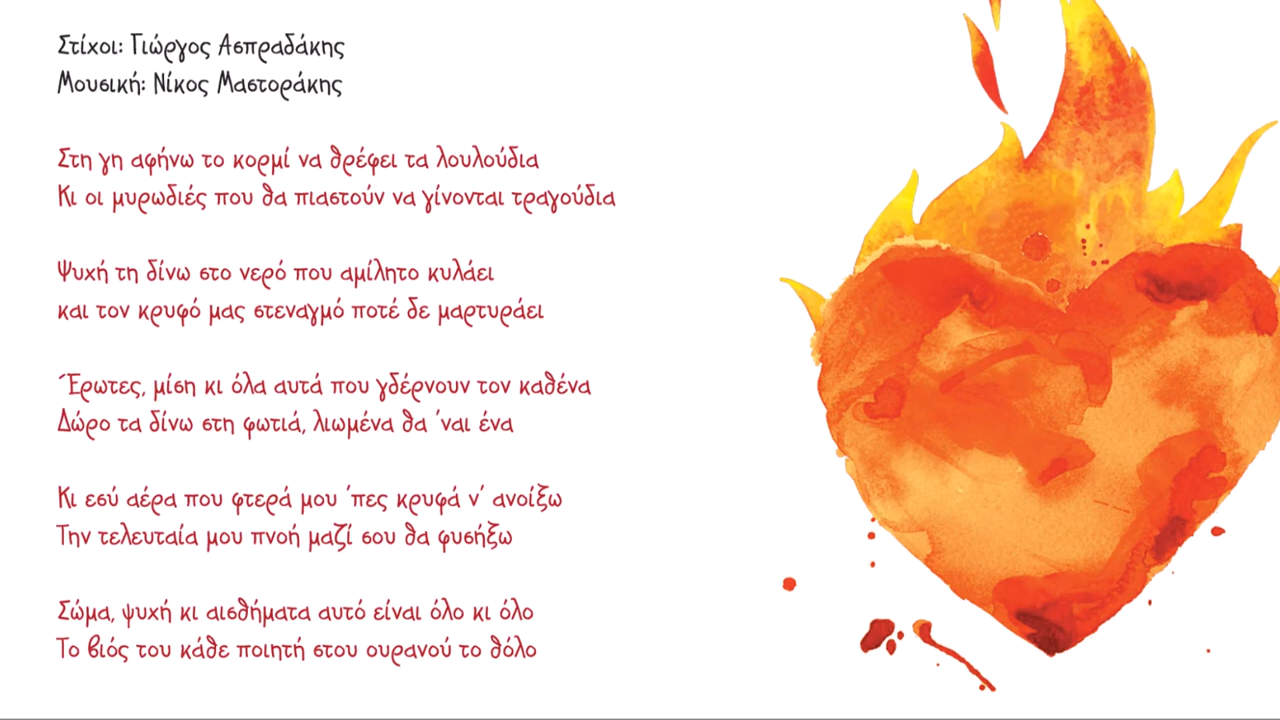 Στίχοι: Γιώργος Ασπραδάκης
Μουσική: Νίκος Μαστοράκης
Στη γη αφήνω το κορμί να θρέφει τα λουλούδια
Κι οι μυρωδιές που θα πιαστούν να γίνονται τραγούδια
Ψυχή τη δίνω στο νερό που αμίλητο κυλάει
και τον κρυφό μας στεναγμό ποτέ δε μαρτυράει
Έρωτες, μίση κι όλα αυτά που γδέρνουν τον καθένα
Δώρο τα δίνω στη φωτιά, λιωμένα θα ΄ναι ένα
Κι εσύ αέρα που φτερά μου ΄πες κρυφά ν΄ ανοίξω
Την τελευταία μου πνοή μαζί σου θα φυσήξω
Σώμα, ψυχή κι αισθήματα αυτό είναι όλο κι όλο
Το βιός του κάθε ποιητή στου ουρανού το θόλο